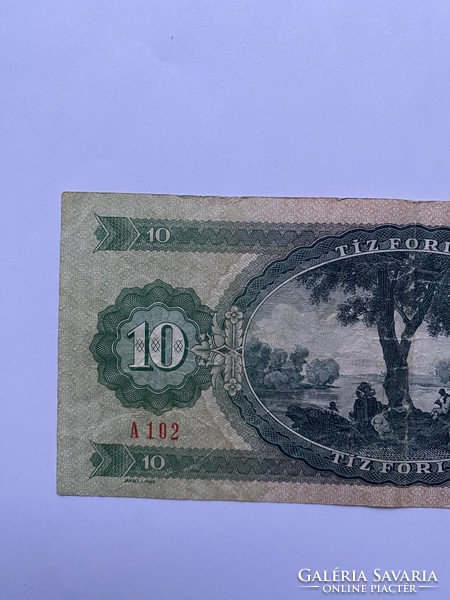 10
TÍZ FORI
10
A 102
10
TÍZ FORI
GALÉRIA SAVARIA
ONLINE PIACTÉR